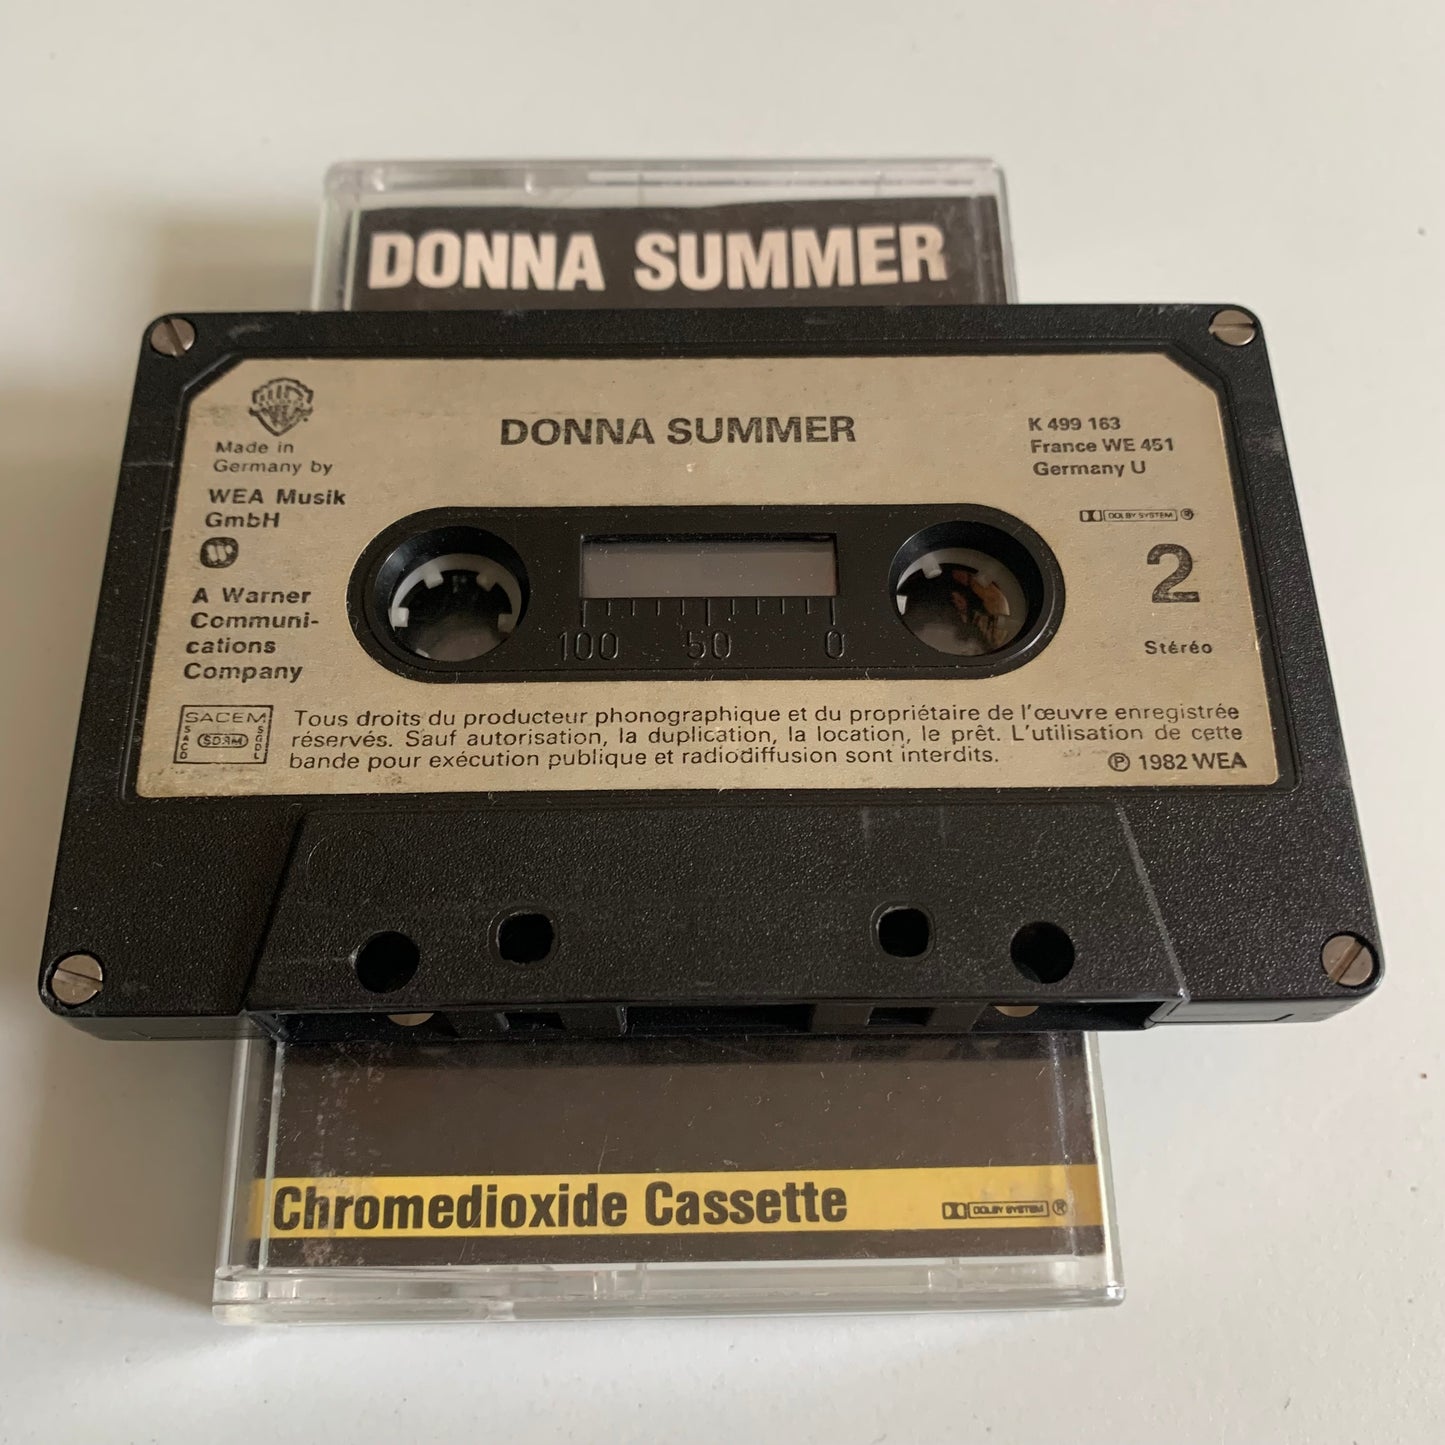 DONNA SUMMER
DONNA SUMMER
K 499 163
France WE 451
Germany U
Made in
Germany by
WEA Musik
GmbH
A Warner
Communi-
cations
Company
DOLBY SYSTEM ®
2
Stéréo
100 50 0
SACEM
SACD
SDRM
SGDL
Tous droits du producteur phonographique et du propriétaire de l'œuvre enregistrée
réservés. Sauf autorisation, la duplication, la location, le prêt. L'utilisation de cette
bande pour exécution publique et radiodiffusion sont interdits.
℗ 1982 WEA
Chromedioxide Cassette
DOLBY SYSTEM ®